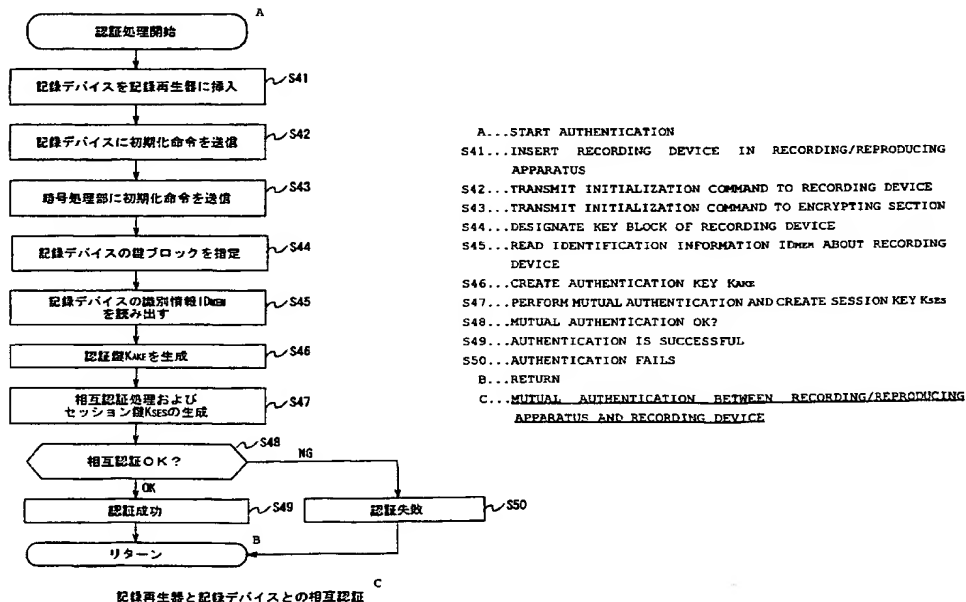 A
認証処理開始
記録デバイスを記録再生器に挿入
S41
記録デバイスに初期化命令を送信
S42
暗号処理部に初期化命令を送信
S43
記録デバイスの鍵ブロックを指定
S44
記録デバイスの識別情報IDMEM
を読み出す
S45
認証鍵KAKEを生成
S46
相互認証処理および
セッション鍵KSESの生成
S47
相互認証OK?
S48
NG
OK
認証成功
S49
認証失敗
S50
リターン
B
記録再生器と記録デバイスとの相互認証
C
A...START AUTHENTICATION
S41...INSERT RECORDING DEVICE IN RECORDING/REPRODUCING
APPARATUS
S42...TRANSMIT INITIALIZATION COMMAND TO RECORDING DEVICE
S43...TRANSMIT INITIALIZATION COMMAND TO ENCRYPTING SECTION
S44...DESIGNATE KEY BLOCK OF RECORDING DEVICE
S45...READ IDENTIFICATION INFORMATION IDMEM ABOUT RECORDING
DEVICE
S46...CREATE AUTHENTICATION KEY KAKE
S47...PERFORM MUTUAL AUTHENTICATION AND CREATE SESSION KEY KSES
S48...MUTUAL AUTHENTICATION OK?
S49...AUTHENTICATION IS SUCCESSFUL
S50...AUTHENTICATION FAILS
B...RETURN
C...MUTUAL AUTHENTICATION BETWEEN RECORDING/REPRODUCING
APPARATUS AND RECORDING DEVICE